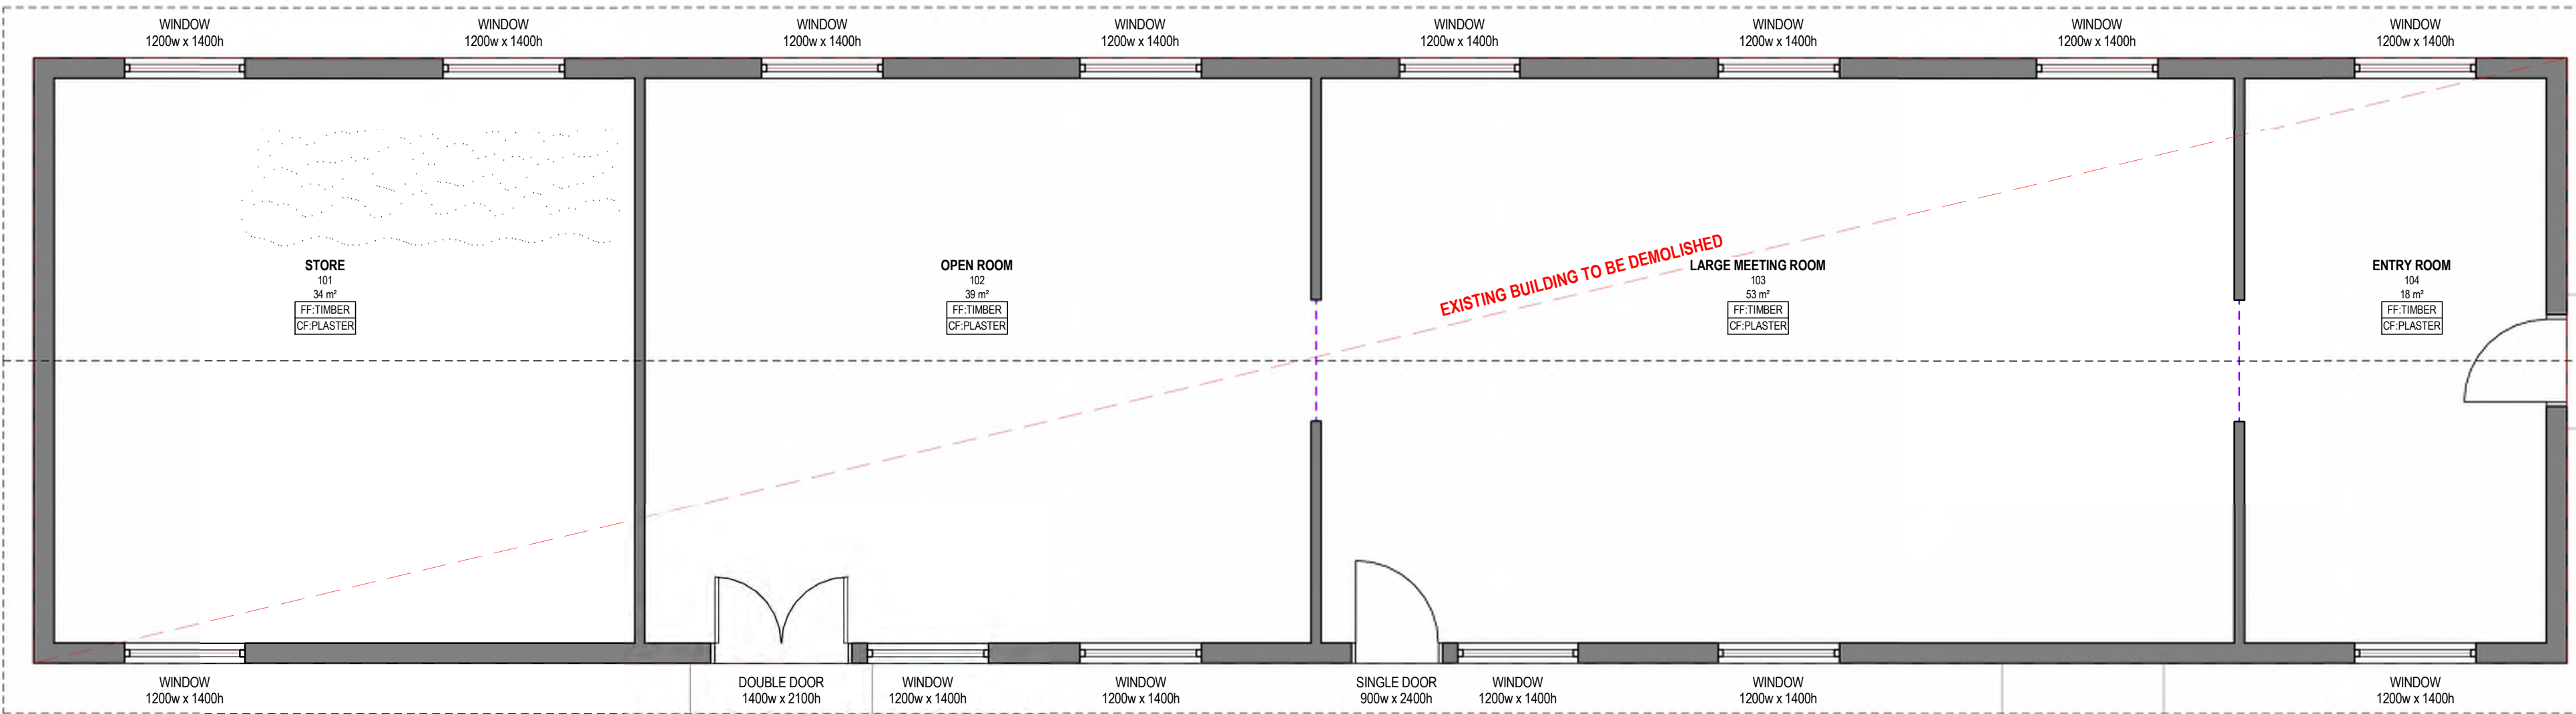 WINDOW
1200w x 1400h
WINDOW
1200w x 1400h
WINDOW
1200w x 1400h
WINDOW
1200w x 1400h
WINDOW
1200w x 1400h
WINDOW
1200w x 1400h
WINDOW
1200w x 1400h
WINDOW
1200w x 1400h
STORE
101
34 m²
FF:TIMBER
CF:PLASTER
OPEN ROOM
102
39 m²
FF:TIMBER
CF:PLASTER
EXISTING BUILDING TO BE DEMOLISHED
LARGE MEETING ROOM
103
53 m²
FF:TIMBER
CF:PLASTER
ENTRY ROOM
104
18 m²
FF:TIMBER
CF:PLASTER
WINDOW
1200w x 1400h
DOUBLE DOOR
1400w x 2100h
WINDOW
1200w x 1400h
WINDOW
1200w x 1400h
SINGLE DOOR
900w x 2400h
WINDOW
1200w x 1400h
WINDOW
1200w x 1400h
WINDOW
1200w x 1400h